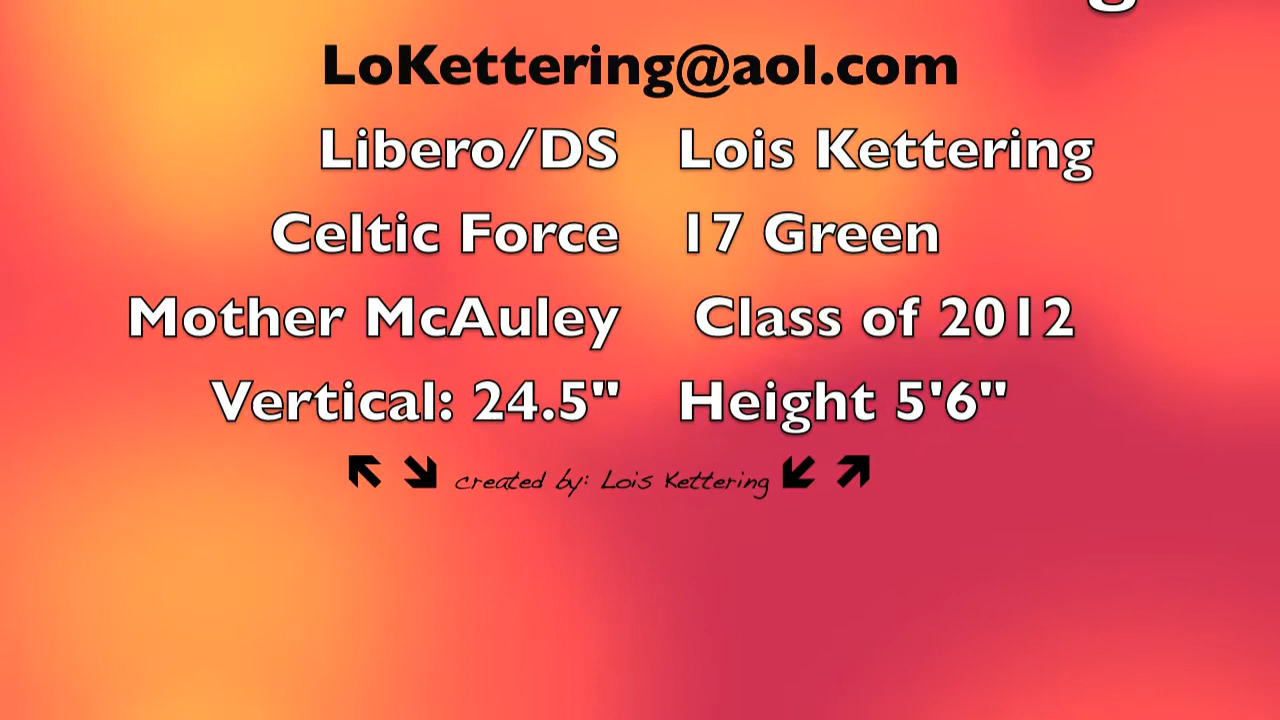 LoKettering@aol.com
Libero/DS Lois Kettering
Celtic Force 17 Green
Mother McAuley Class of 2012
Vertical: 24.5" Height 5'6"
created by: Lois Kettering